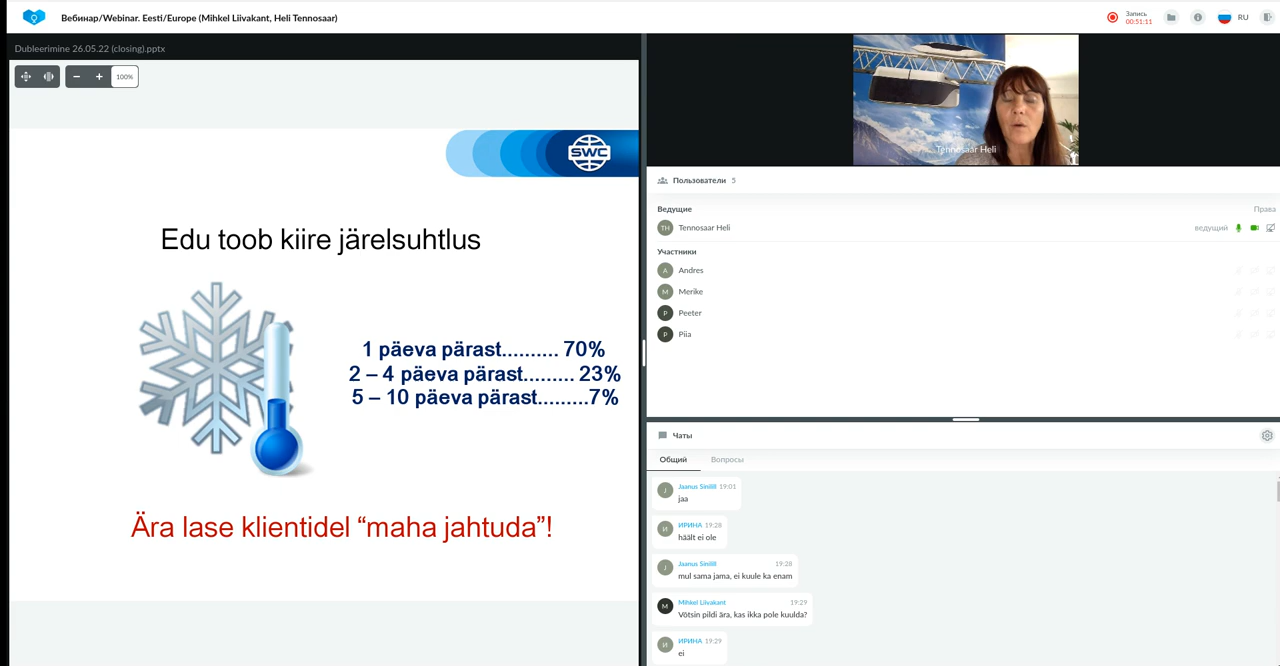 Вебинар/Webinar. Eesti/Europe (Mihkel Liivakant, Heli Tennosaar)
Запись
00:51:11
RU
Dubleerimine 26.05.22 (closing).pptx
100%
SWC
Edu toob kiire järelsuhtlus
1 päeva pärast.......... 70%
2 – 4 päeva pärast......... 23%
5 – 10 päeva pärast.........7%
Ära lase klientidel “maha jahtuda”!
Tennosaar Heli
Пользователи 5
Ведущие
Права
TH Tennosaar Heli
ведущий
Участники
A Andres
M Merike
P Peeter
P Piia
Чаты
Общий
Вопросы
J Jaanus Sinilill 19:01
jaa
И ИРИНА 19:28
häält ei ole
J Jaanus Sinilill 19:28
mul sama jama, ei kuule ka enam
M Mihkel Liivakant 19:29
Võtsin pildi ära, kas ikka pole kuulda?
И ИРИНА 19:29
ei